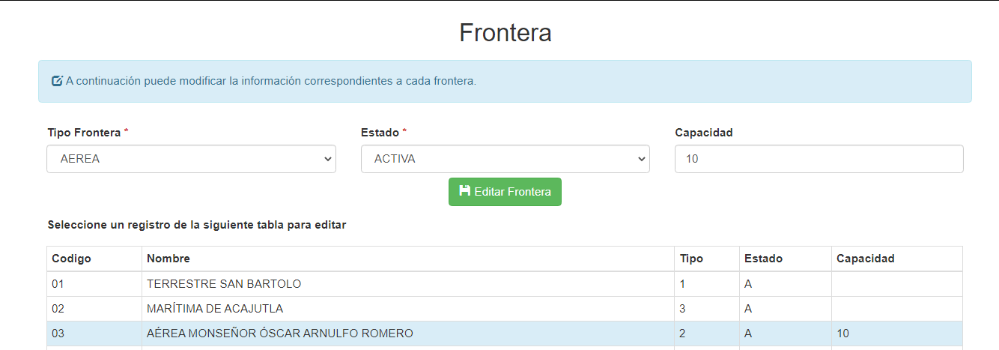 Frontera
A continuación puede modificar la información correspondientes a cada frontera.
Tipo Frontera * Estado * Capacidad
AEREA ACTIVA 10
Editar Frontera
Seleccione un registro de la siguiente tabla para editar
Codigo Nombre Tipo Estado Capacidad
01 TERRESTRE SAN BARTOLO 1 A
02 MARÍTIMA DE ACAJUTLA 3 A
03 AÉREA MONSEÑOR ÓSCAR ARNULFO ROMERO 2 A 10